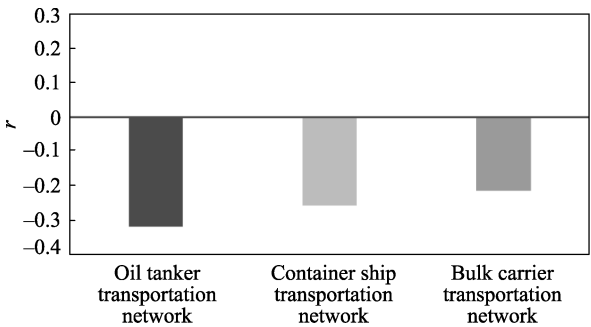 0.3
0.2
0.1
0
–0.1
–0.2
–0.3
–0.4
r
Oil tanker
transportation
network
Container ship
transportation
network
Bulk carrier
transportation
network